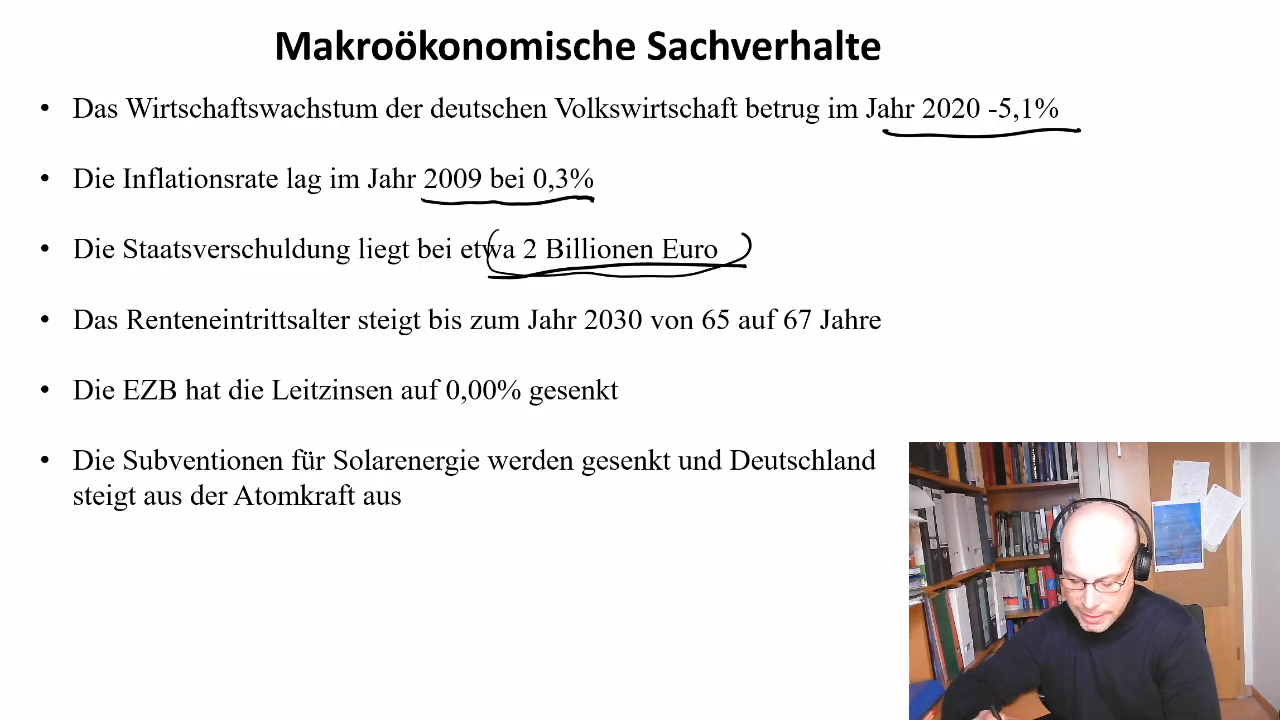 Makroökonomische Sachverhalte
• Das Wirtschaftswachstum der deutschen Volkswirtschaft betrug im Jahr 2020 -5,1%
• Die Inflationsrate lag im Jahr 2009 bei 0,3%
• Die Staatsverschuldung liegt bei etwa 2 Billionen Euro
• Das Renteneintrittsalter steigt bis zum Jahr 2030 von 65 auf 67 Jahre
• Die EZB hat die Leitzinsen auf 0,00% gesenkt
• Die Subventionen für Solarenergie werden gesenkt und Deutschland
steigt aus der Atomkraft aus